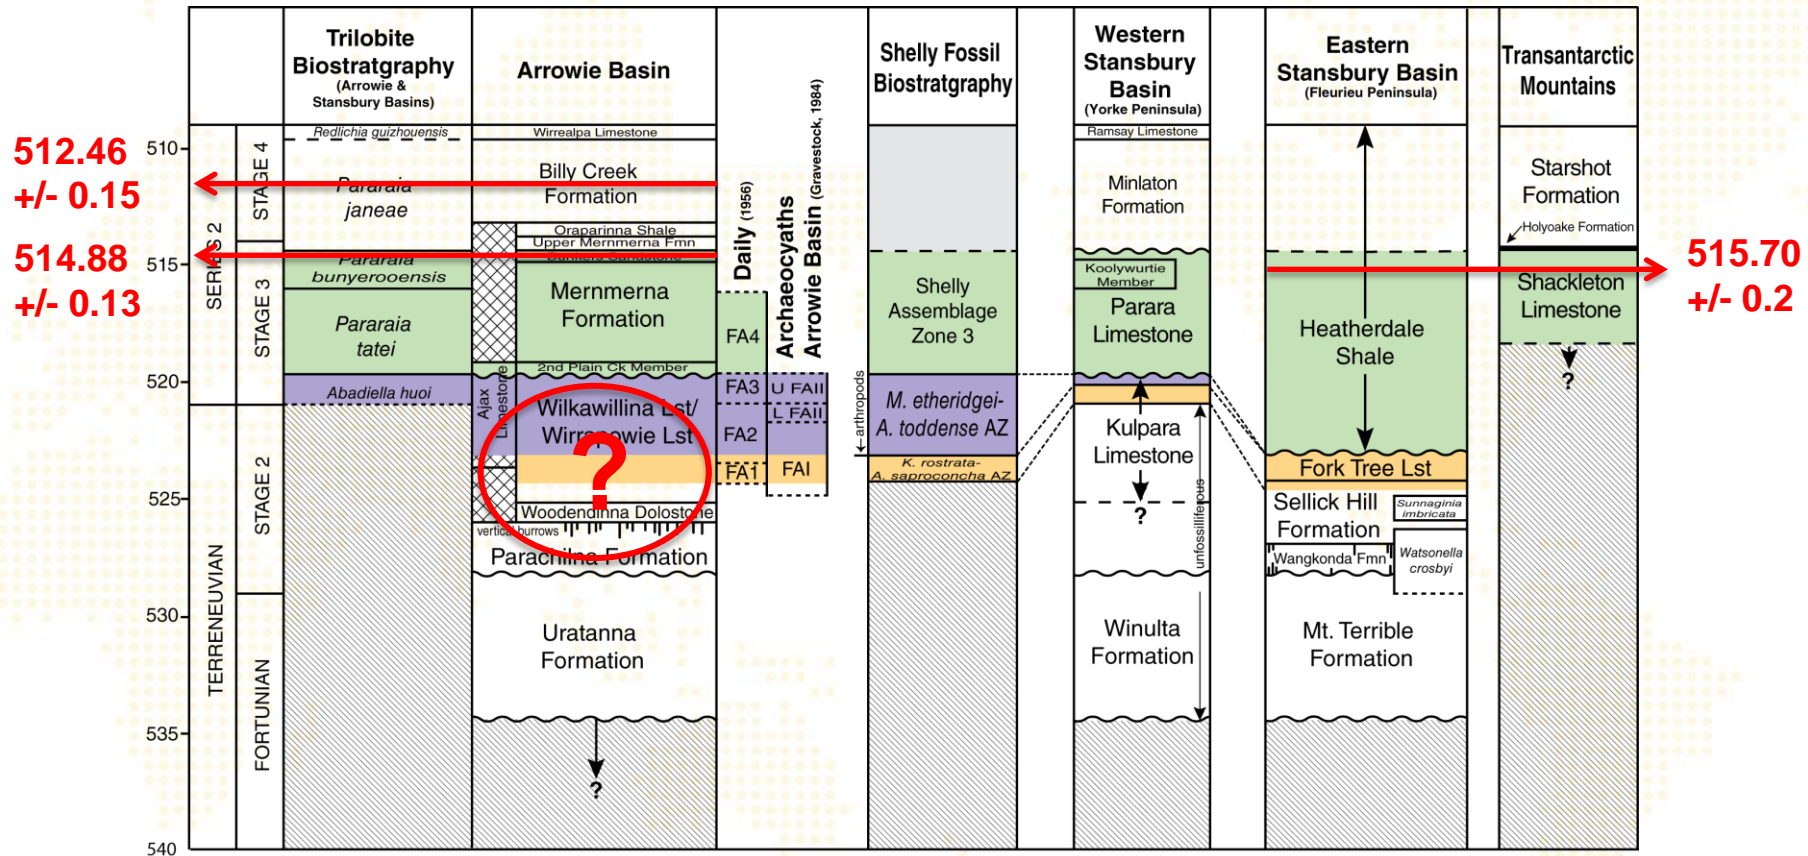 Trilobite
Biostratgraphy
(Arrowie &
Stansbury Basins)
Arrowie Basin
Daily (1956)
Archaeocyaths
Arrowie Basin (Gravestock, 1984)
Shelly Fossil
Biostratgraphy
Western
Stansbury
Basin
(Yorke Peninsula)
Eastern
Stansbury Basin
(Fleurieu Peninsula)
Transantarctic
Mountains
512.46
+/- 0.15
514.88
+/- 0.13
515.70
+/- 0.2
510
515
520
525
530
535
540
SERIES 2
TERRENEUVIAN
STAGE 4
STAGE 3
STAGE 2
FORTUNIAN
Redlichia guizhouensis
Pararaia
janeae
Pararaia
bunyerooensis
Pararaia
tatei
Abadiella huoi
Wirrealpa Limestone
Billy Creek
Formation
Oraparinna Shale
Upper Mernmerna Fmn
Bunkers Sandstone
Mernmerna
Formation
2nd Plain Ck Member
Ajax
Limestone
Wilkawillina Lst/
Wirrapowie Lst
?
Woodendinna Dolostone
vertical burrows
Parachilna Formation
Uratanna
Formation
?
FA4
FA3
FA2
FA1
U FAII
L FAII
FAI
arthropods
Shelly
Assemblage
Zone 3
M. etheridgei-
A. toddense AZ
K. rostrata-
A. saproconcha AZ
Ramsay Limestone
Minlaton
Formation
Koolywurtie
Member
Parara
Limestone
Kulpara
Limestone
?
unfossiliferous
Winulta
Formation
Heatherdale
Shale
Fork Tree Lst
Sellick Hill
Formation
Sunnaginia
imbricata
Wangkonda Fmn
Watsonella
crosbyi
Mt. Terrible
Formation
Starshot
Formation
Holyoake Formation
Shackleton
Limestone
?